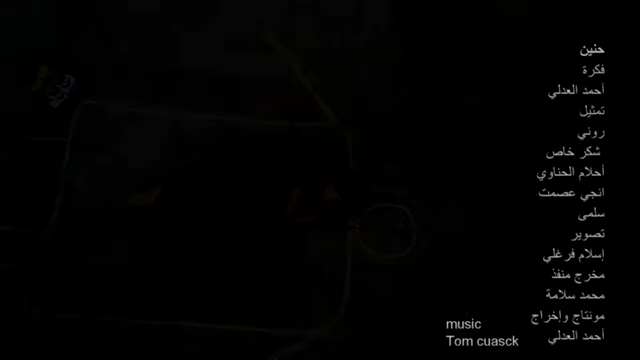 حنين
فكرة
أحمد العدلي
تمثيل
روني
شكر خاص
أحلام الحناوي
انجي عصمت
سلمى
تصوير
إسلام فرغلي
مخرج منفذ
محمد سلامة
مونتاج وإخراج
أحمد العدلي
music
Tom cuasck